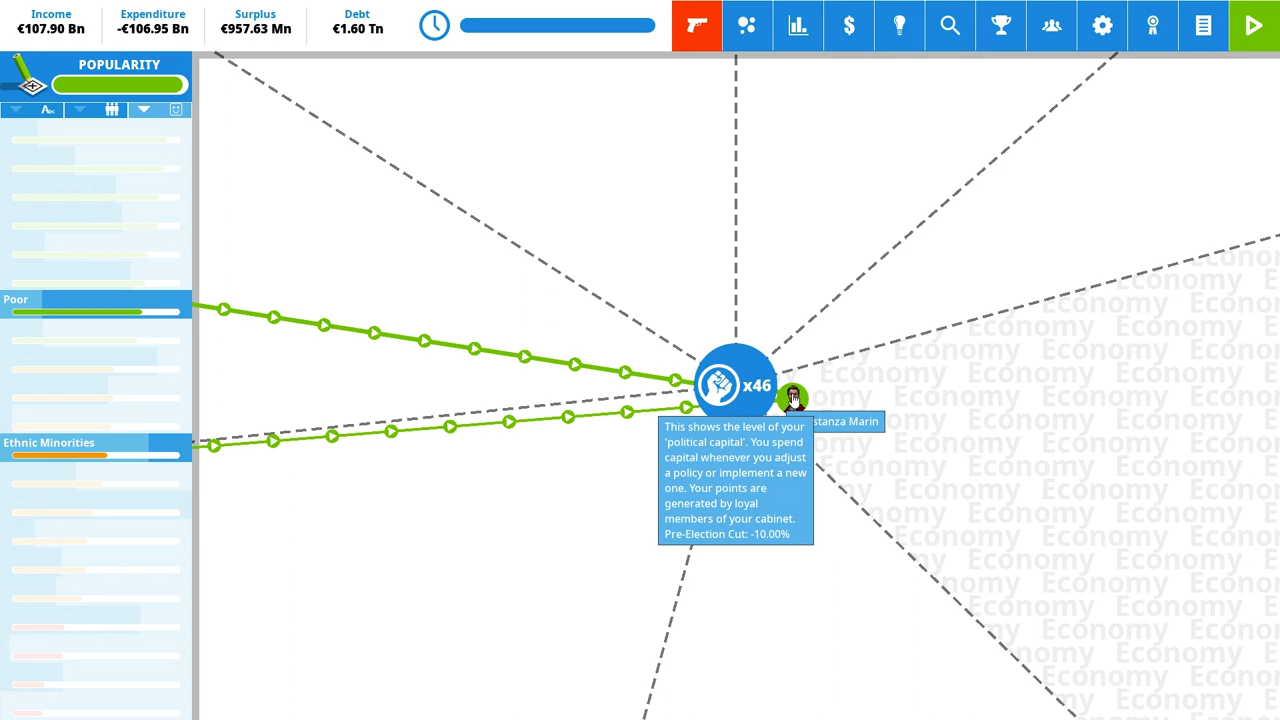 Income
€107.90 Bn
Expenditure
-€106.95 Bn
Surplus
€957.63 Mn
Debt
€1.60 Tn
POPULARITY
Poor
Ethnic Minorities
x46
stanza Marin
This shows the level of your
'political capital'. You spend
capital whenever you adjust
a policy or implement a new
one. Your points are
generated by loyal
members of your cabinet.
Pre-Election Cut: -10.00%
Economy Economy Economy